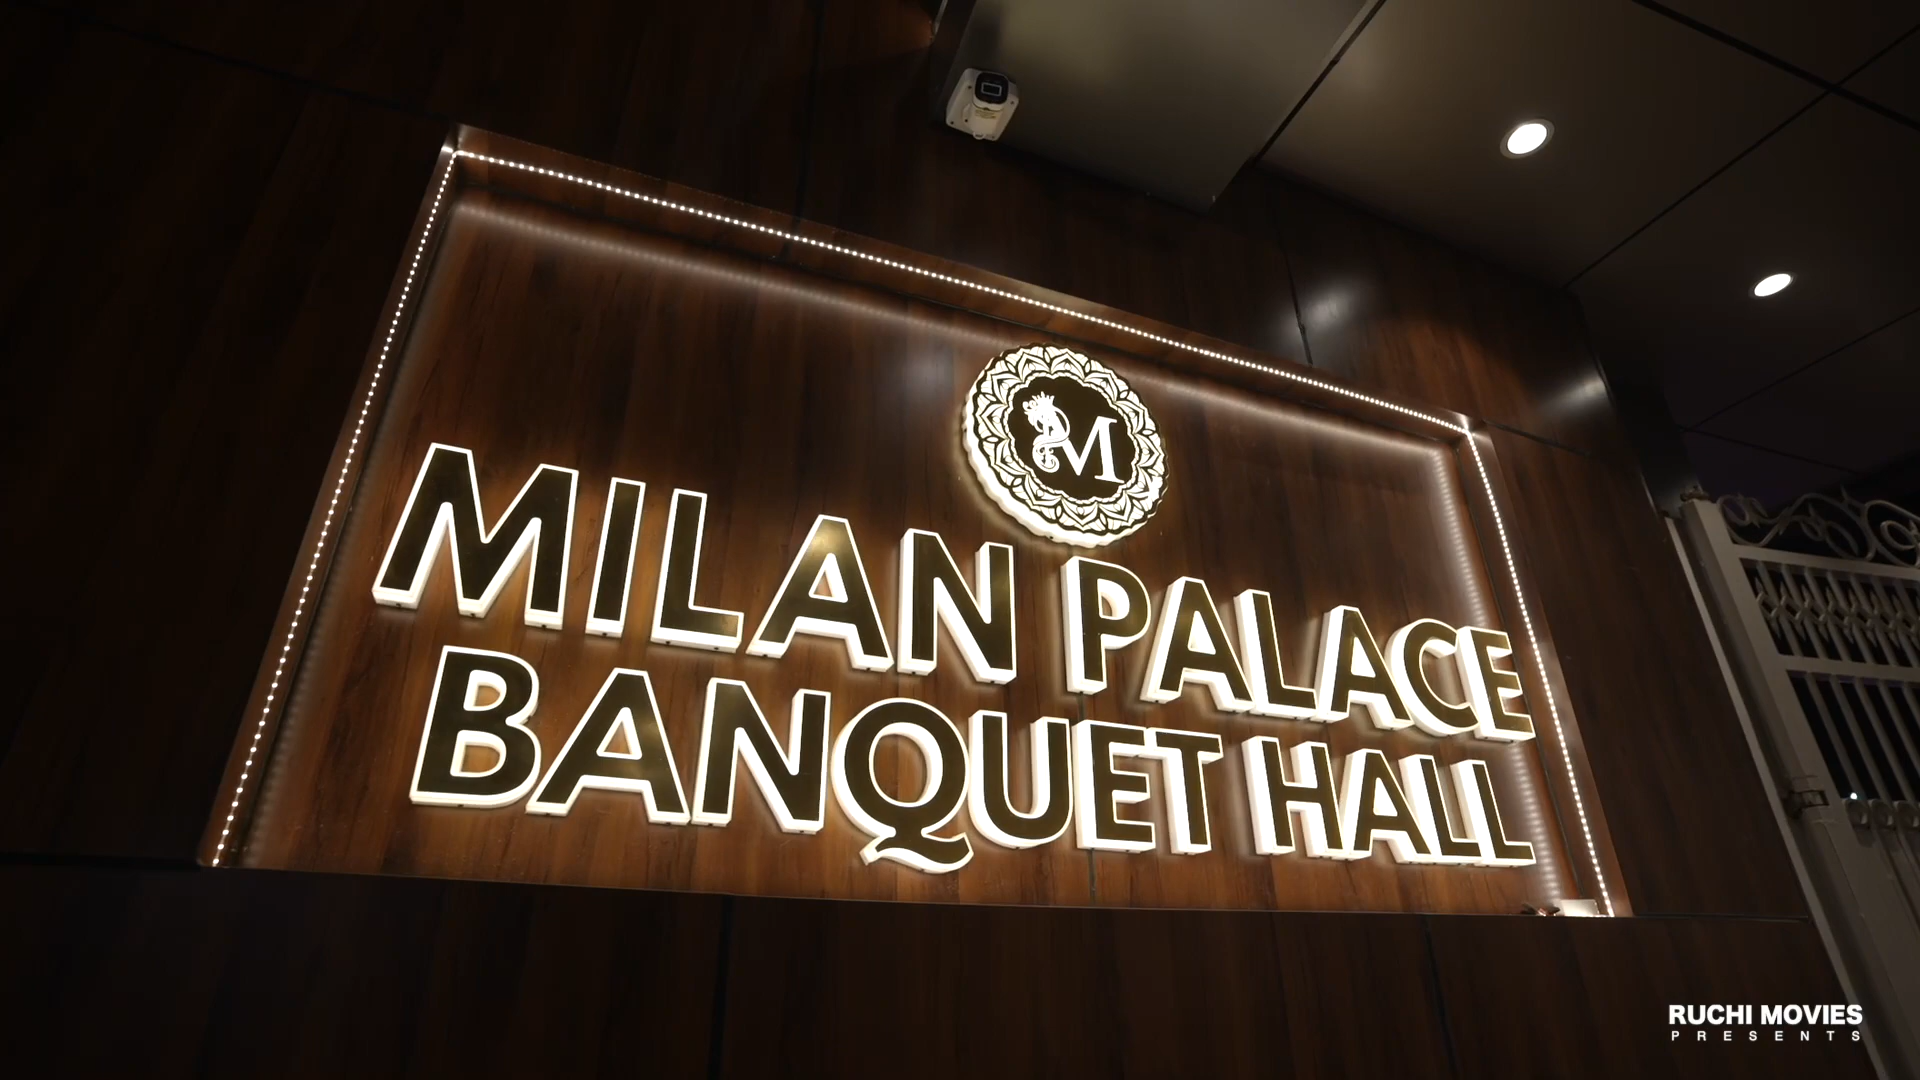 M
MILAN PALACE
BANQUET HALL
RUCHI MOVIES
PRESENTS